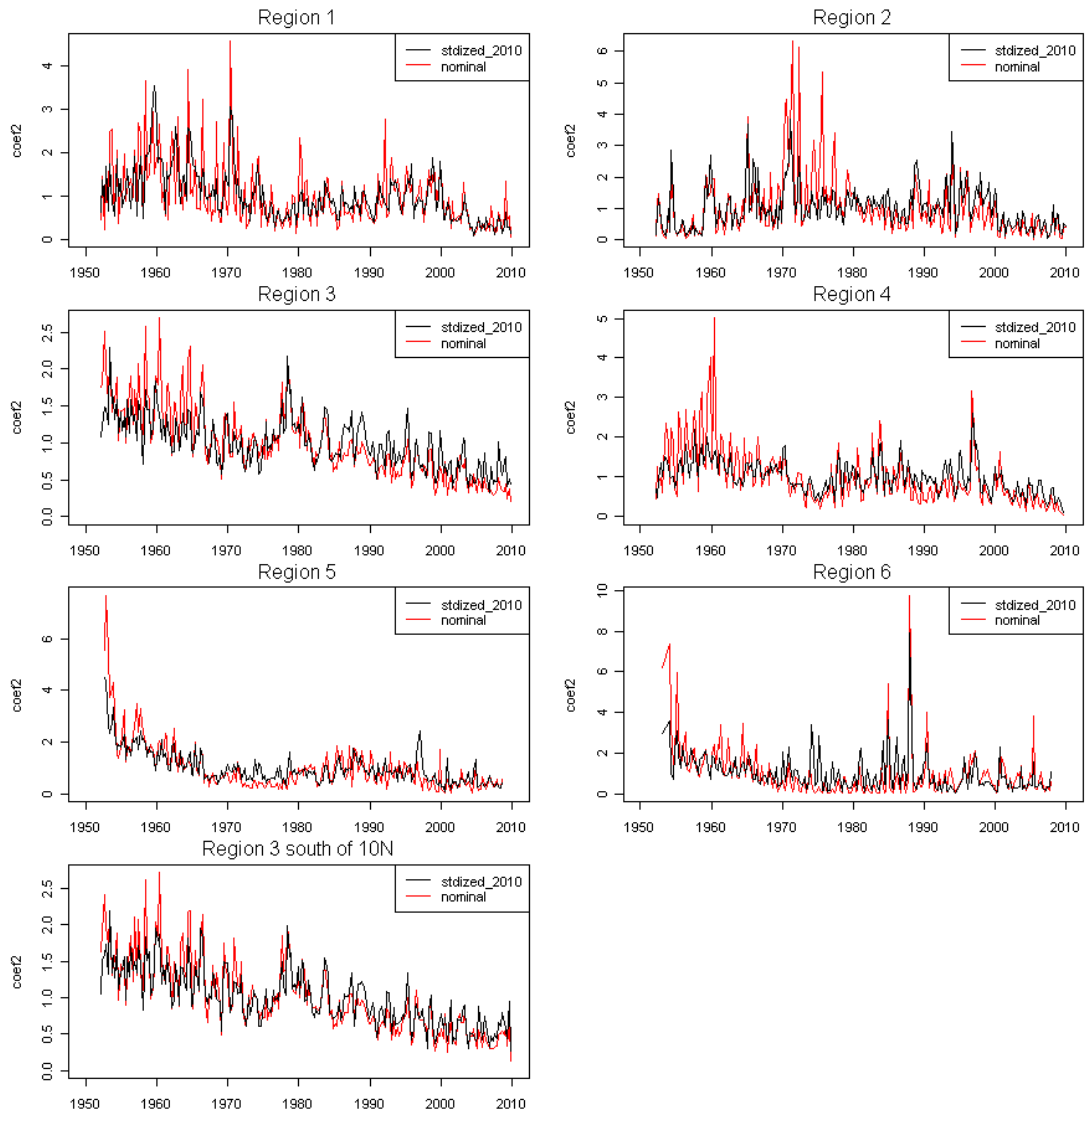 Region 1
stdized_2010
nominal
coef2
0 1 2 3 4
1950 1960 1970 1980 1990 2000 2010
Region 2
stdized_2010
nominal
coef2
0 1 2 3 4 5 6
1950 1960 1970 1980 1990 2000 2010
Region 3
stdized_2010
nominal
coef2
0.0 0.5 1.0 1.5 2.0 2.5
1950 1960 1970 1980 1990 2000 2010
Region 4
stdized_2010
nominal
coef2
0 1 2 3 4 5
1950 1960 1970 1980 1990 2000 2010
Region 5
stdized_2010
nominal
coef2
0 2 4 6
1950 1960 1970 1980 1990 2000 2010
Region 6
stdized_2010
nominal
coef2
0 2 4 6 8 10
1950 1960 1970 1980 1990 2000 2010
Region 3 south of 10N
stdized_2010
nominal
coef2
0.0 0.5 1.0 1.5 2.0 2.5
1950 1960 1970 1980 1990 2000 2010